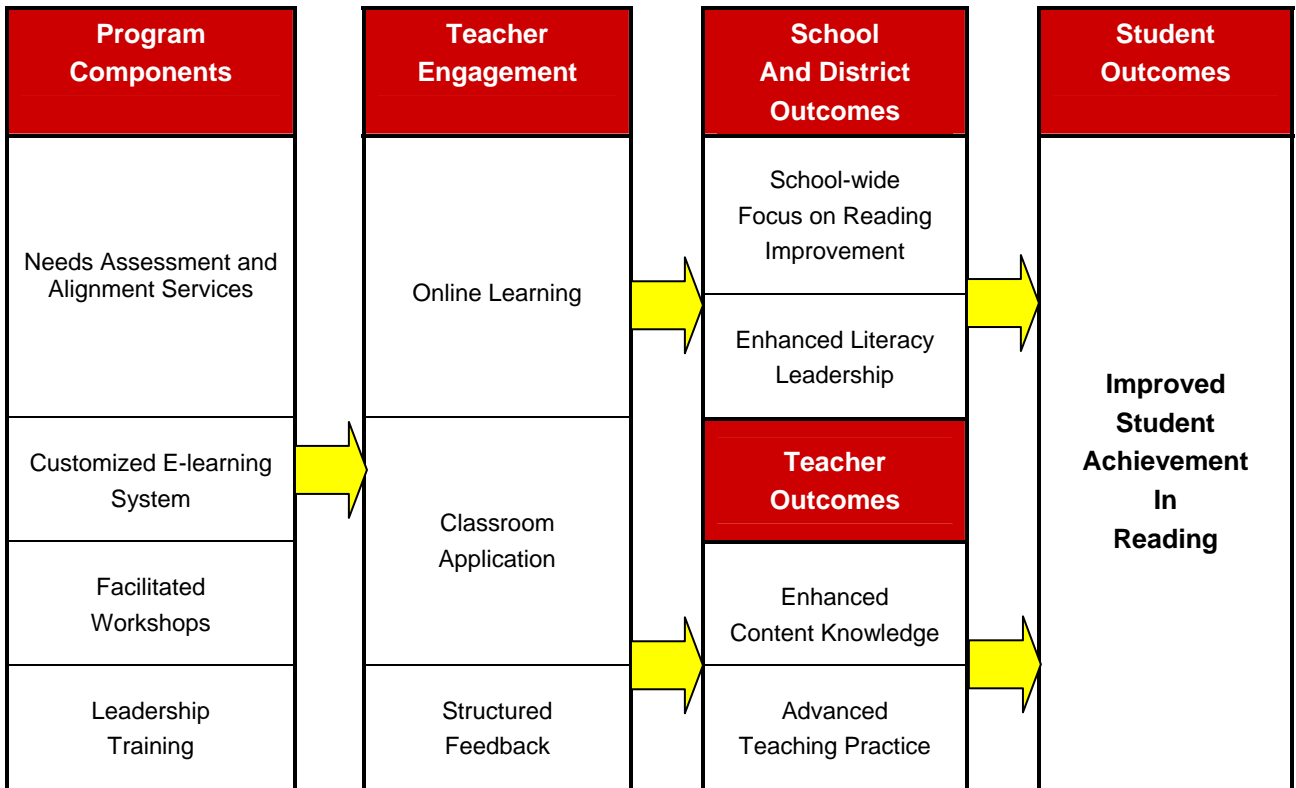 Program
Components
Needs Assessment and
Alignment Services
Customized E-learning
System
Facilitated
Workshops
Leadership
Training
Teacher
Engagement
Online Learning
Classroom
Application
Structured
Feedback
School
And District
Outcomes
School-wide
Focus on Reading
Improvement
Enhanced Literacy
Leadership
Teacher
Outcomes
Enhanced
Content Knowledge
Advanced
Teaching Practice
Student
Outcomes
Improved
Student
Achievement
In
Reading